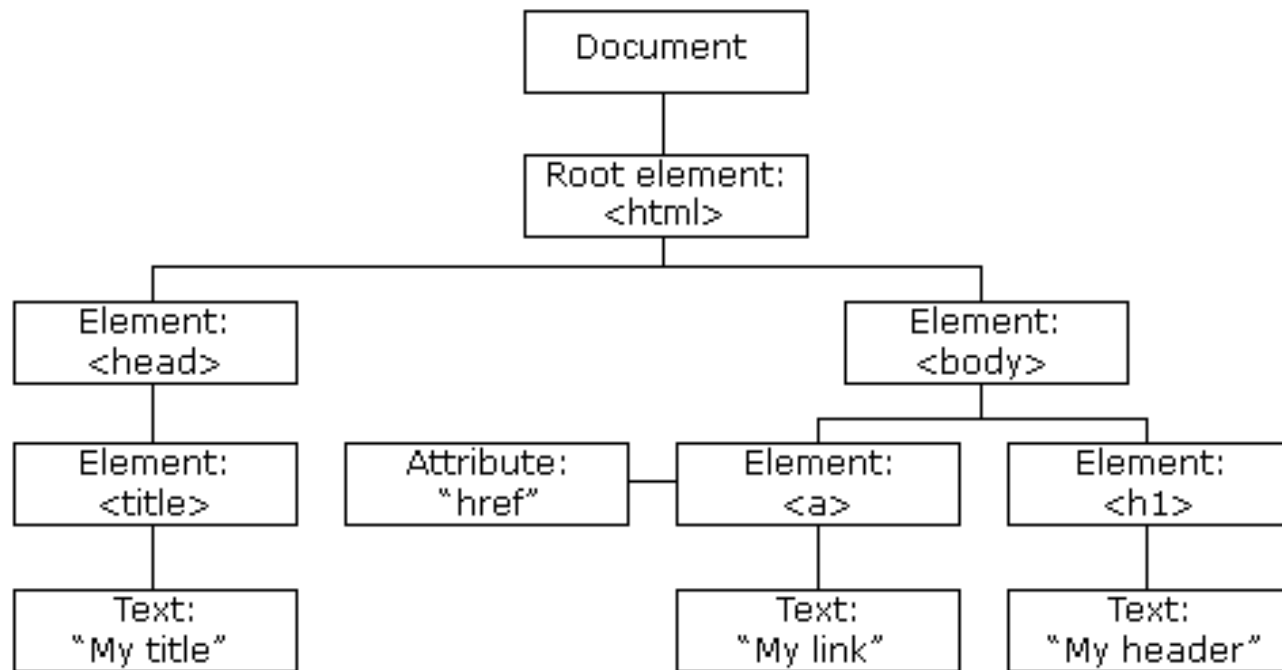 Document
Root element:
<html>
Element:
<head>
Element:
<body>
Element:
<title>
Attribute:
“href”
Element:
<a>
Element:
<h1>
Text:
“My title”
Text:
“My link”
Text:
“My header”